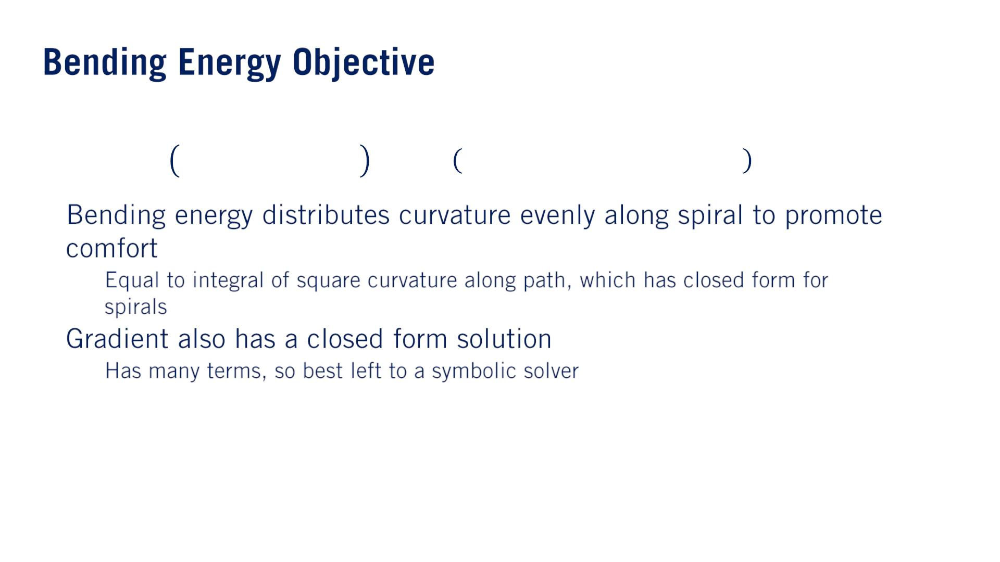 Bending Energy Objective
( ) ( )
Bending energy distributes curvature evenly along spiral to promote
comfort
Equal to integral of square curvature along path, which has closed form for
spirals
Gradient also has a closed form solution
Has many terms, so best left to a symbolic solver